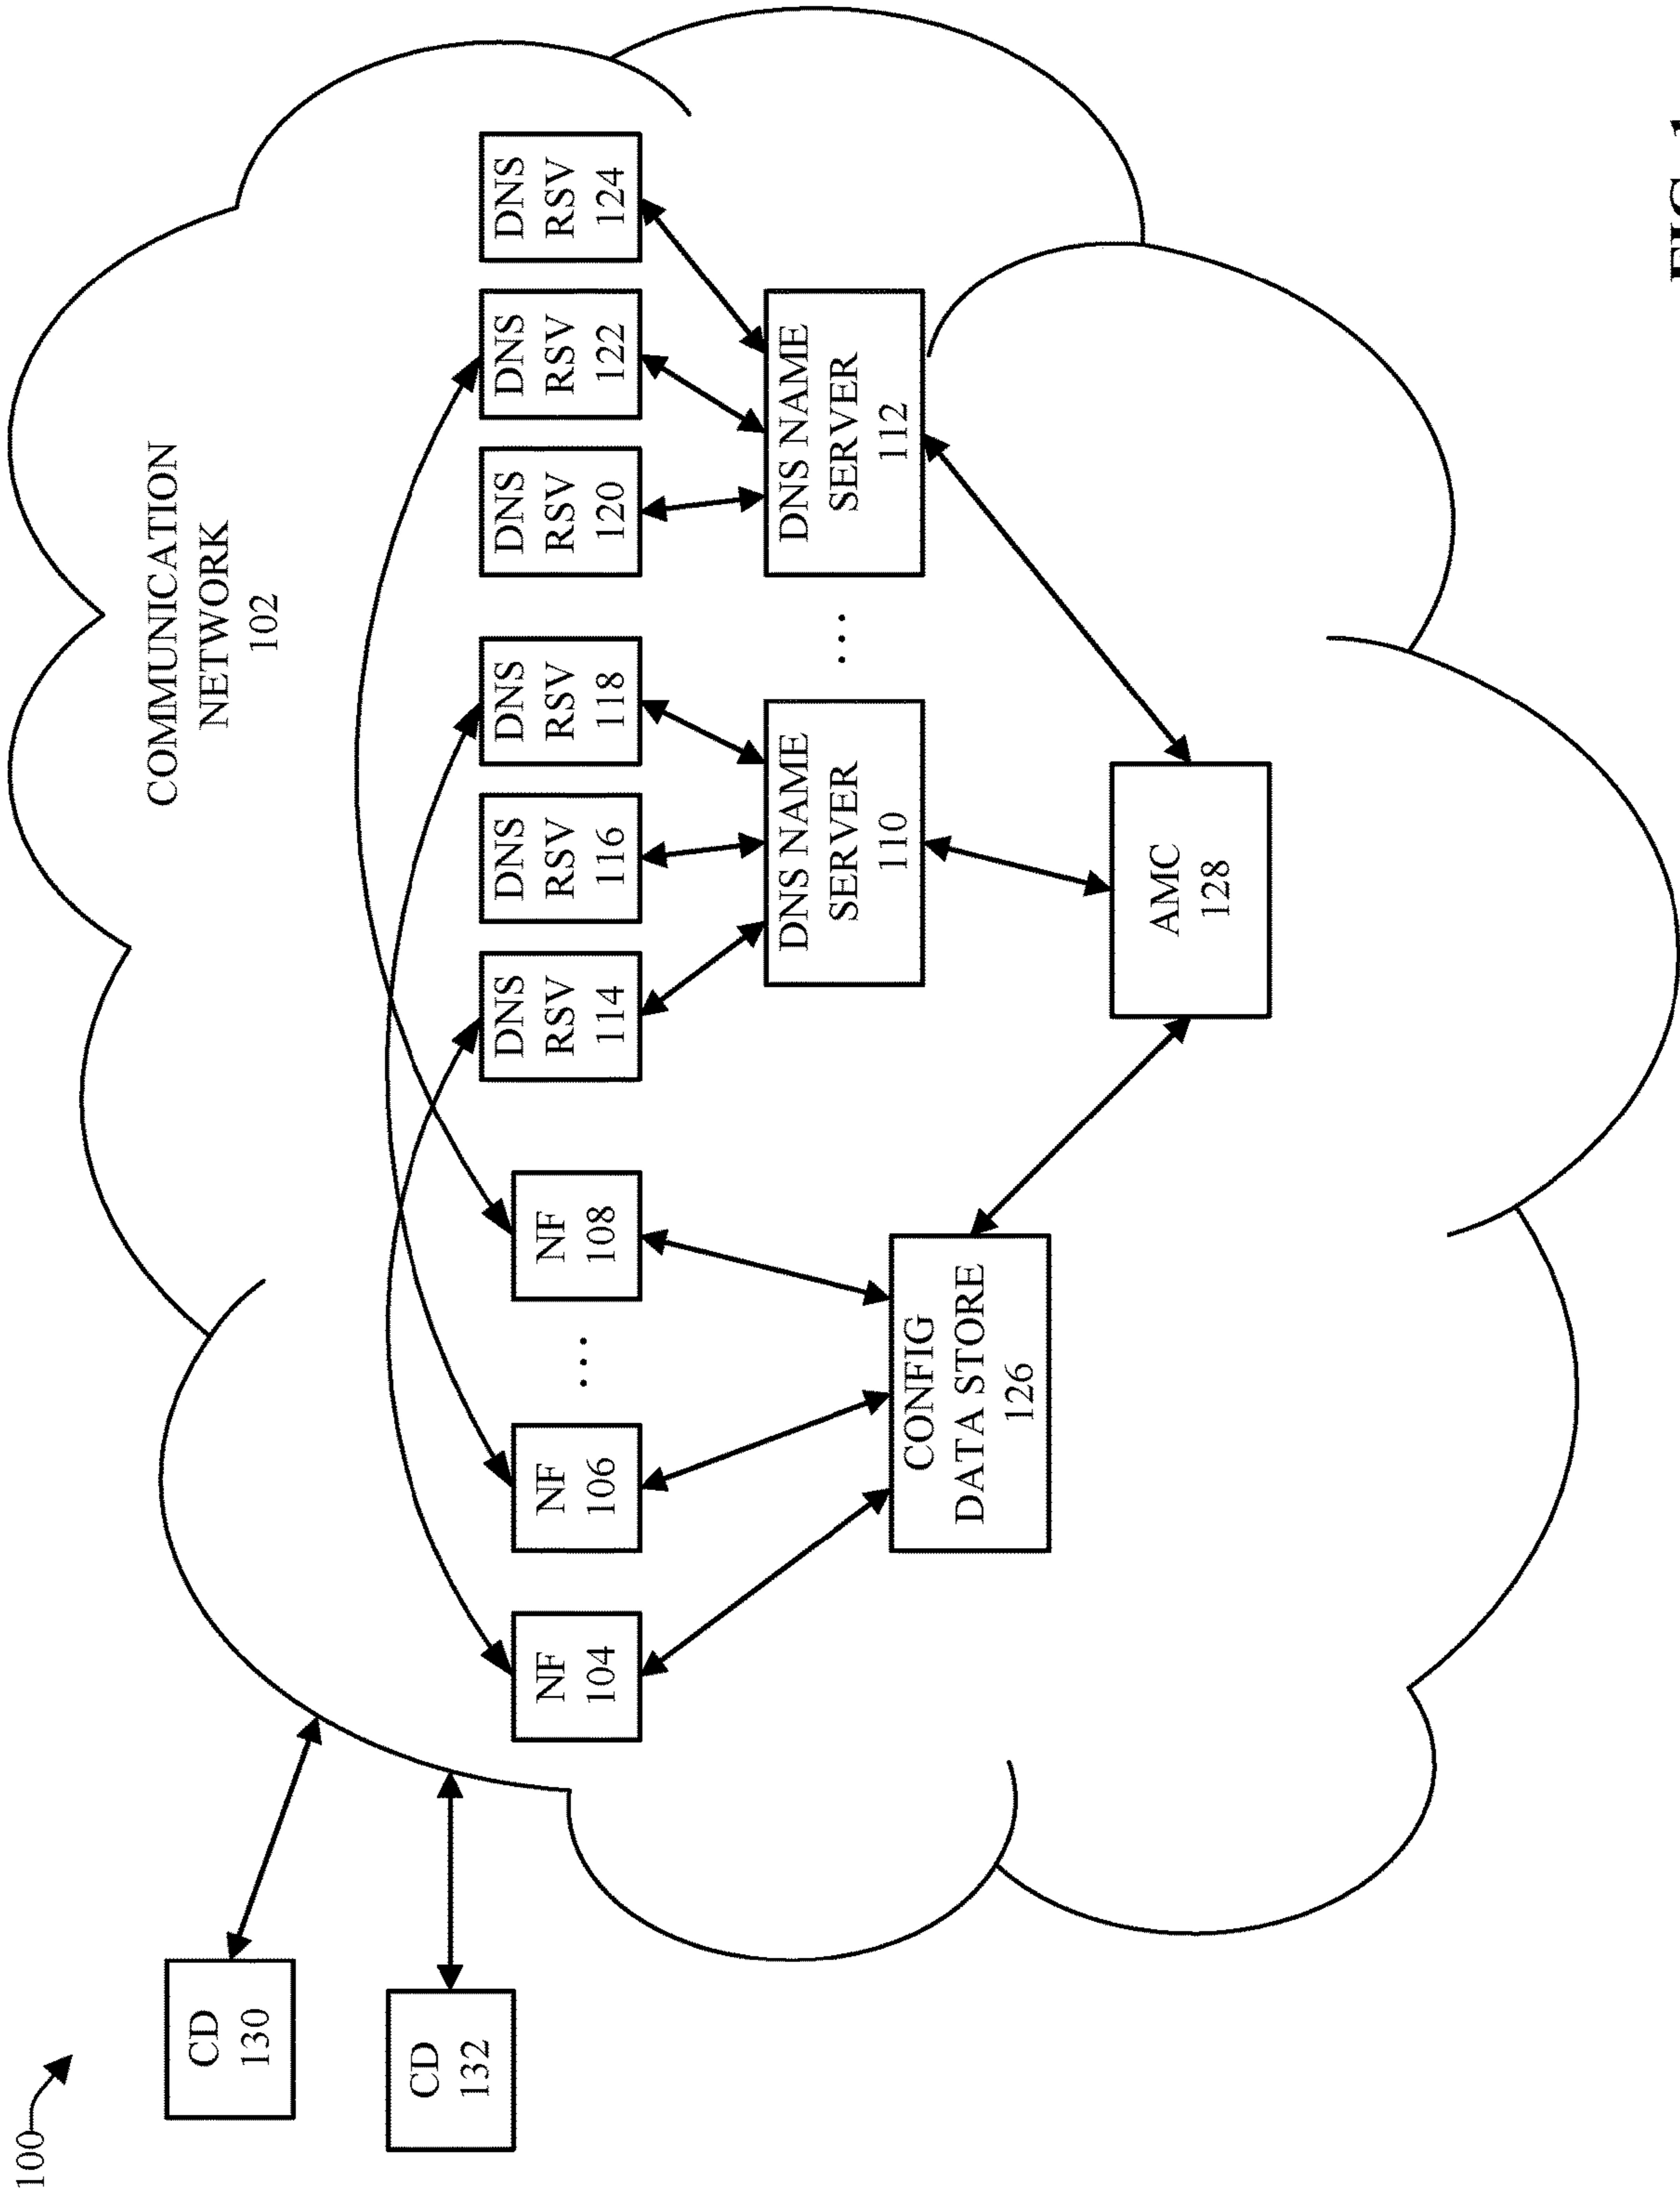 100
CD
130
CD
132
COMMUNICATION
NETWORK
102
NF
104
NF
106
...
NF
108
DNS
RSV
114
DNS
RSV
116
DNS
RSV
118
DNS
RSV
120
DNS
RSV
122
DNS
RSV
124
DNS NAME
SERVER
110
...
DNS NAME
SERVER
112
CONFIG
DATA STORE
126
AMC
128
FIG. 1